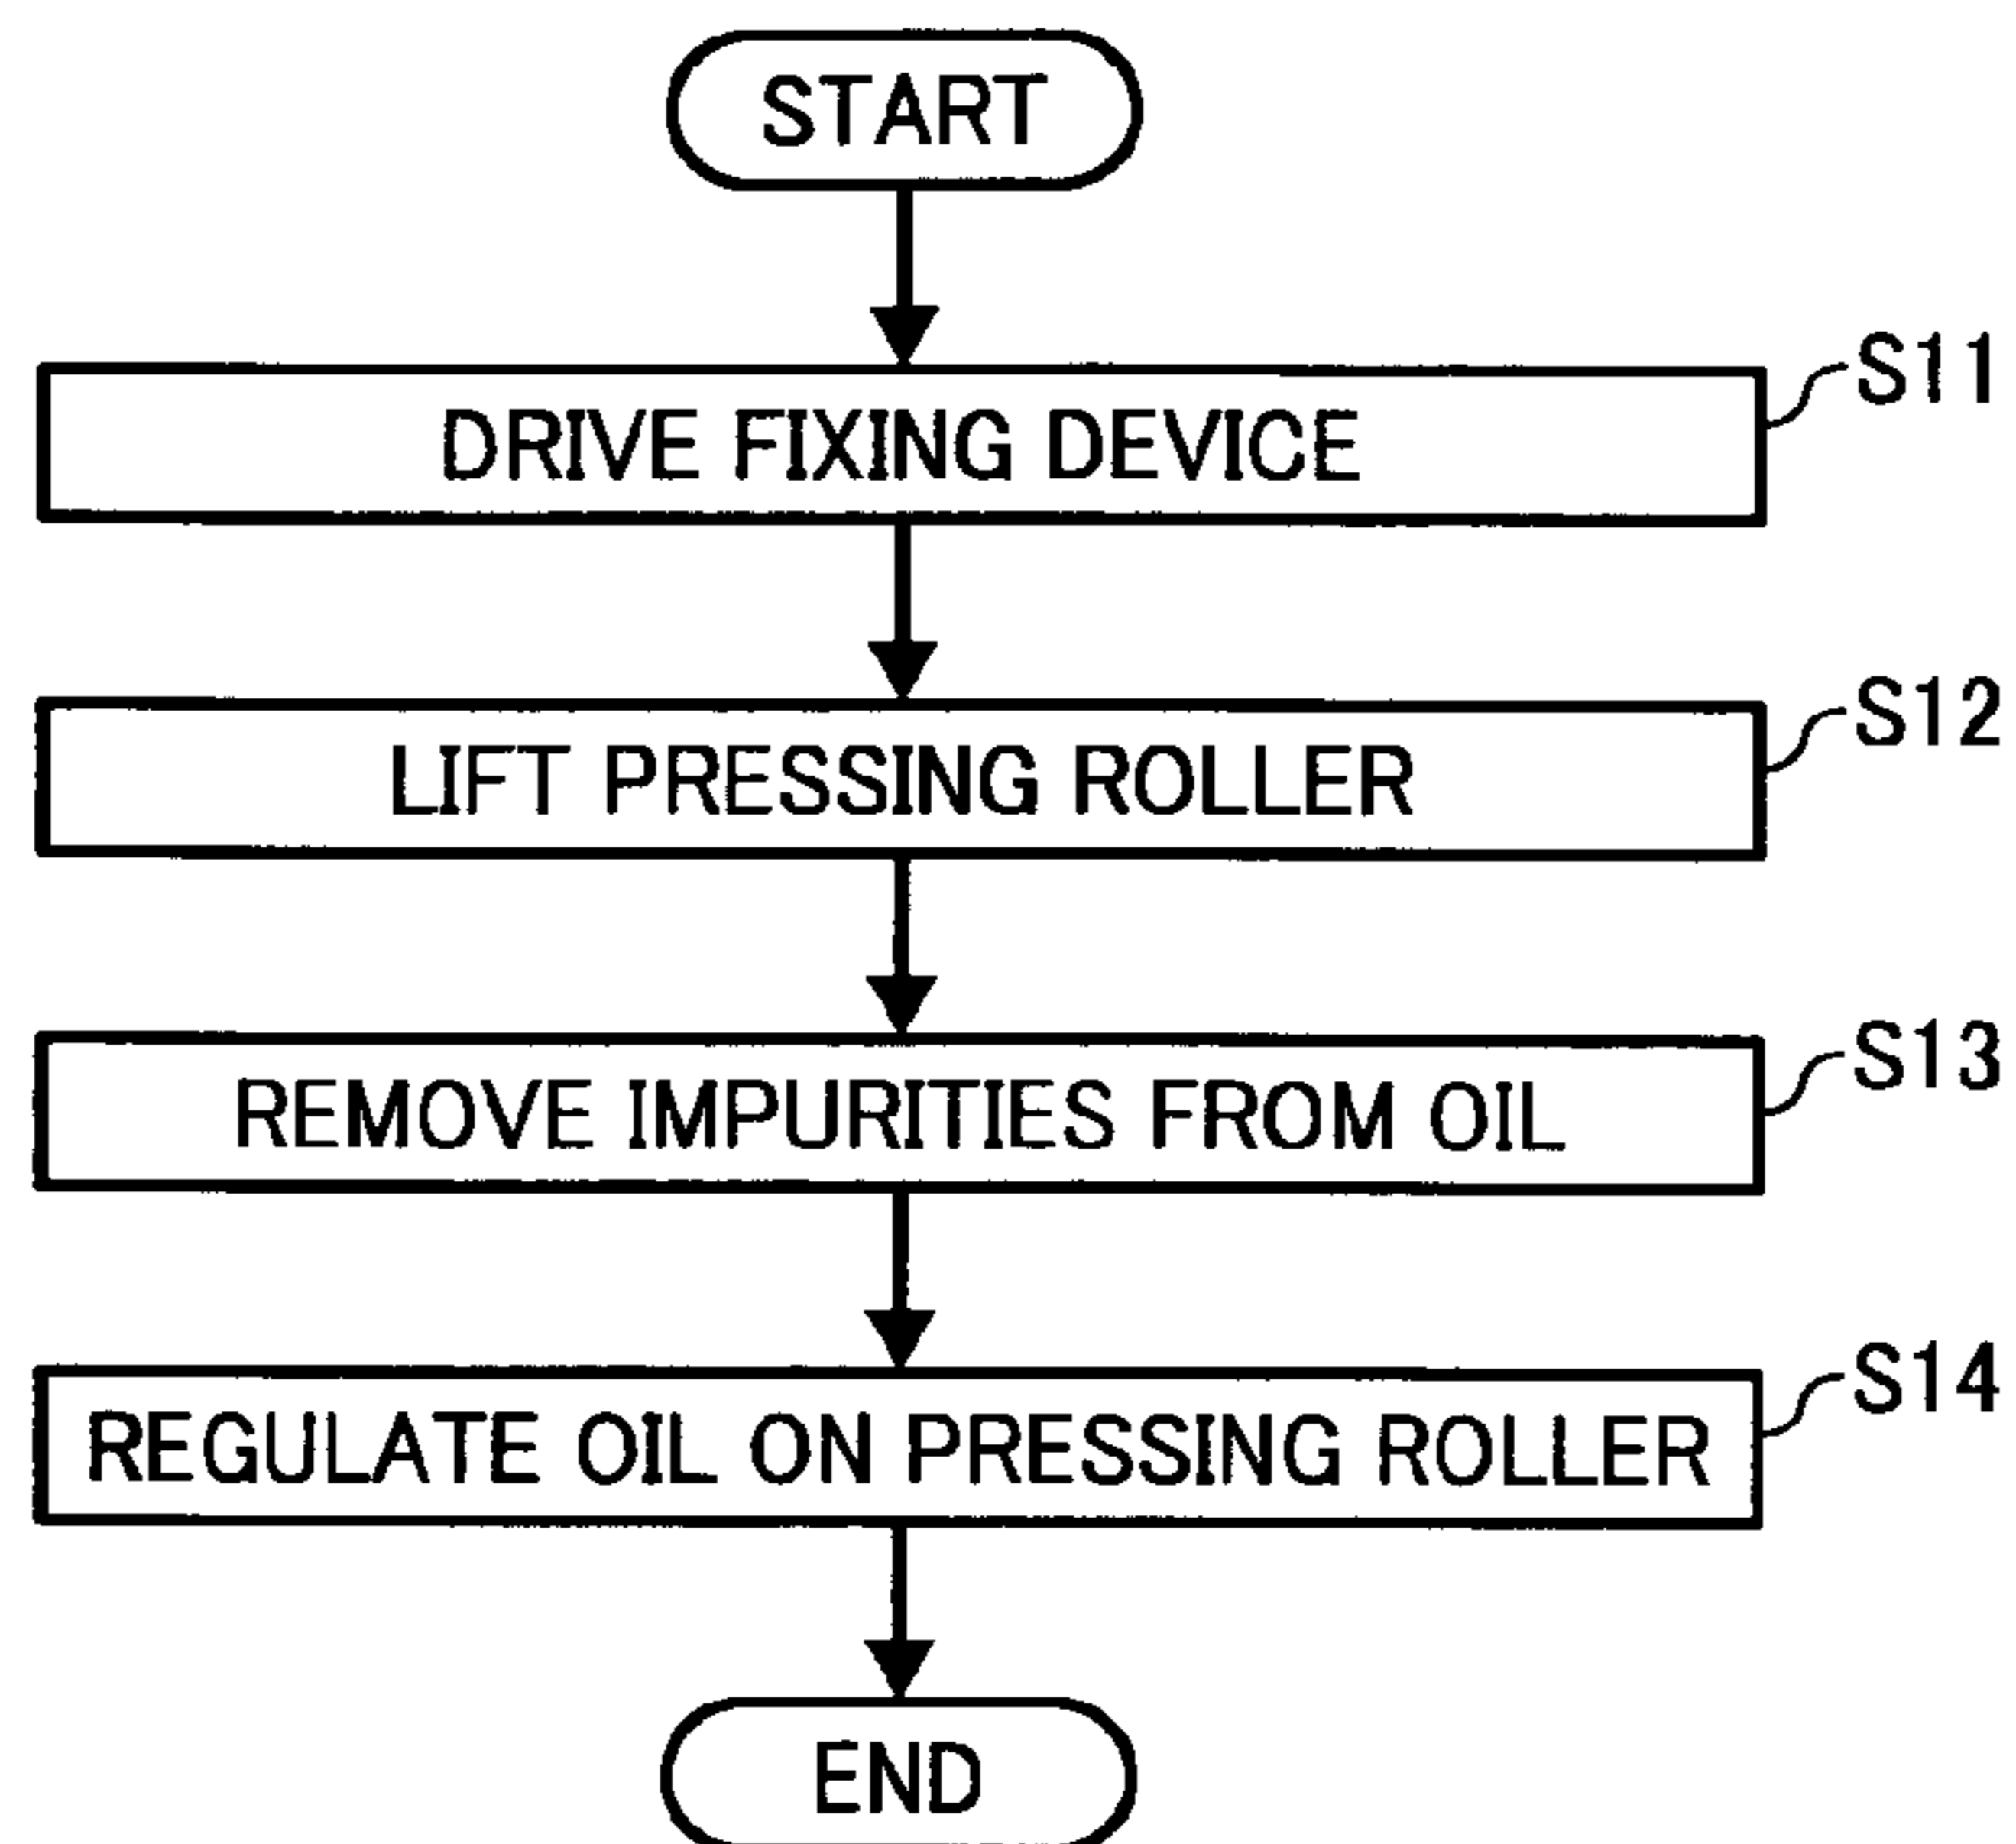 START
DRIVE FIXING DEVICE
S11
LIFT PRESSING ROLLER
S12
REMOVE IMPURITIES FROM OIL
S13
REGULATE OIL ON PRESSING ROLLER
S14
END